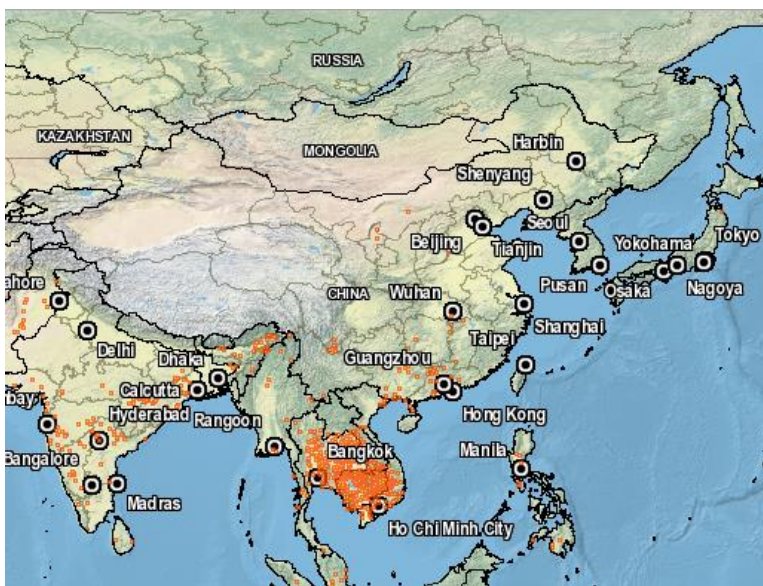 RUSSIA
KAZAKHSTAN
MONGOLIA
Harbin
Shenyang
Beijing
Tianjin
Seoul
Yokohama
Tokyo
Pusan
Osaka
Nagoya
ahore
CHINA
Wuhan
Shanghai
Taipei
Delhi
Dhaka
Guangzhou
Calcutta
bay
Hyderabad
Rangoon
Hong Kong
Bangalore
Bangkok
Manila
Madras
Ho Chi Minh City